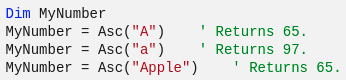 Dim MyNumber
MyNumber = Asc("A")    ' Returns 65.
MyNumber = Asc("a")    ' Returns 97.
MyNumber = Asc("Apple")    ' Returns 65.